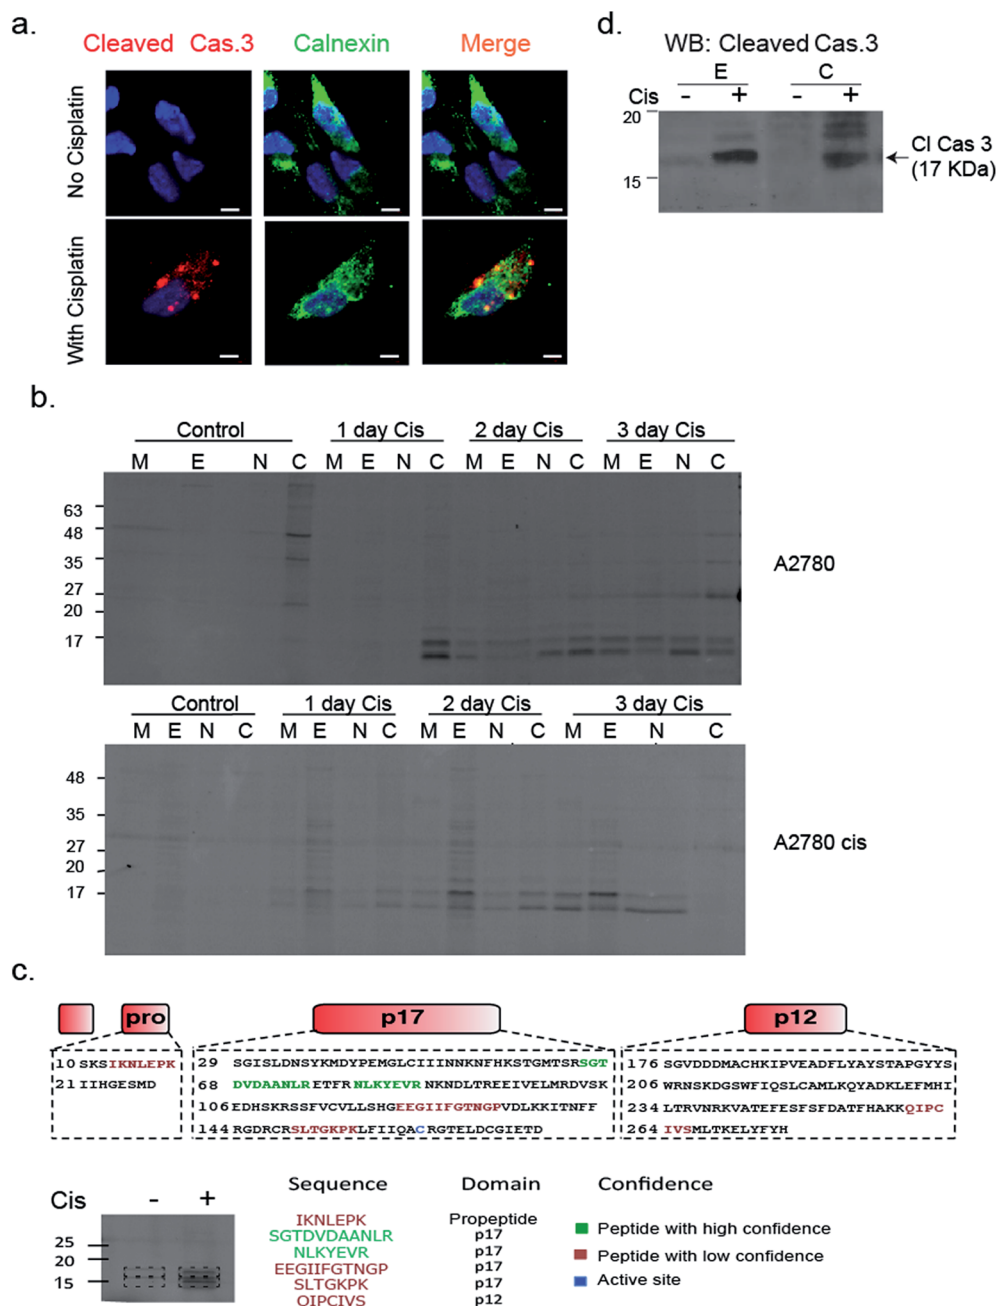 a.
Cleaved Cas.3 Calnexin Merge
No Cisplatin
With Cisplatin
d.
WB: Cleaved Cas.3
E C
Cis - + - +
20
15
Cl Cas 3
(17 KDa)
b.
Control 1 day Cis 2 day Cis 3 day Cis
M E N C M E N C M E N C M E N C
63
48
35
27
20
17
A2780
Control 1 day Cis 2 day Cis 3 day Cis
M E N C M E N C M E N C M E N C
48
35
27
20
17
A2780 cis
c.
pro p17 p12
10 SKSIKNLEPK
21 IIHGESMD
29 SGISLDNSYKMDYPEMGLCIIINNKNFHKSTGMTSRSGT
68 DVDAANLRETFRNLKYEVRNKNDLTREEIVELMRDVSK
106 EDHSKRSSFVCVLLSHGEEGIIFGTNGPVDLKKITNFF
144 RGDRCRSLTGKPKLFIIQACRGTELDCGIETD
176 SGVDDDMACHKIPVEADFLYAYSTAPGYYS
206 WRNSKDGSWFIQSLCAMLKQYADKLEFMHI
234 LTRVNRKVATEFESFSFDATFHAKKQIPC
264 IVSMLTKELYFYH
Cis - +
25
20
15
Sequence Domain Confidence
IKNLEPK Propeptide
SGTDVDAANLR p17
NLKYEVR p17
EEGIIFGTNGP p17
SLTGKPK p17
QIPCIVS p12
Peptide with high confidence
Peptide with low confidence
Active site